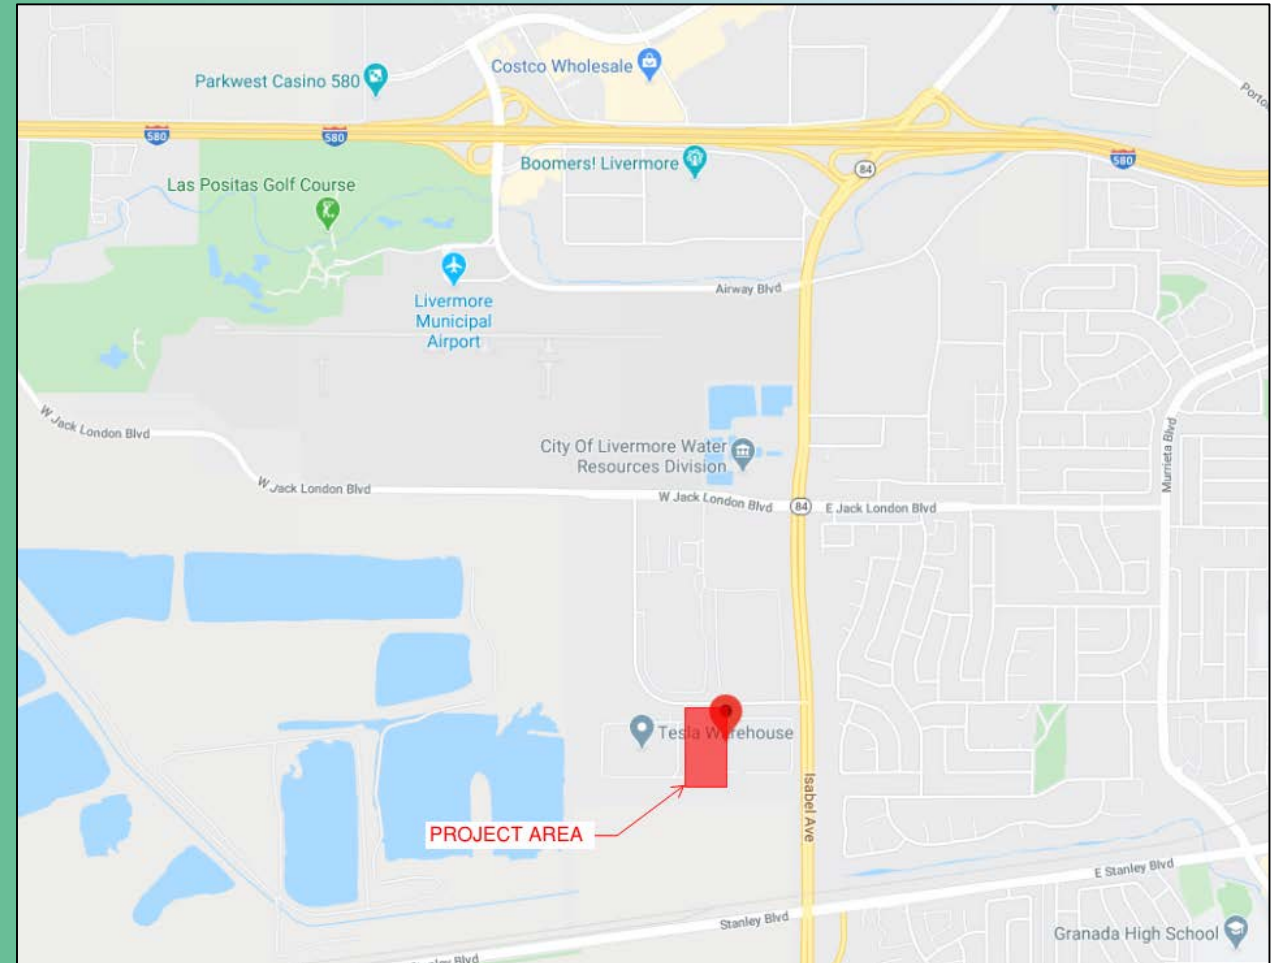 Costco Wholesale
Parkwest Casino 580
580
580
580
Boomers! Livermore
84
Las Positas Golf Course
Livermore
Municipal
Airport
Airway Blvd
W Jack London Blvd
Murrieta Blvd
City Of Livermore Water
Resources Division
W Jack London Blvd
W Jack London Blvd
84
E Jack London Blvd
Tesla Warehouse
Isabel Ave
PROJECT AREA
E Stanley Blvd
Stanley Blvd
Granada High School
Blvd